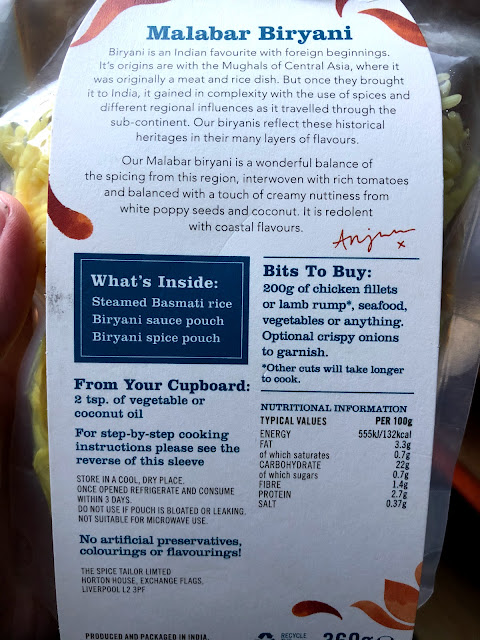 Malabar Biryani
Biryani is an Indian favourite with foreign beginnings.
It's origins are with the Mughals of Central Asia, where it
was originally a meat and rice dish. But once they brought
it to India, it gained in complexity with the use of spices and
different regional influences as it travelled through the
sub-continent. Our biryanis reflect these historical
heritages in their many layers of flavours.
Our Malabar biryani is a wonderful balance of
the spicing from this region, interwoven with rich tomatoes
and balanced with a touch of creamy nuttiness from
white poppy seeds and coconut. It is redolent
with coastal flavours.
Anjum
x
What's Inside:
Steamed Basmati rice
Biryani sauce pouch
Biryani spice pouch
Bits To Buy:
200g of chicken fillets
or lamb rump*, seafood,
vegetables or anything.
Optional crispy onions
to garnish.
*Other cuts will take longer
to cook.
From Your Cupboard:
2 tsp. of vegetable or
coconut oil
For step-by-step cooking
instructions please see the
reverse of this sleeve
STORE IN A COOL, DRY PLACE.
ONCE OPENED REFRIGERATE AND CONSUME
WITHIN 3 DAYS.
DO NOT USE IF POUCH IS BLOATED OR LEAKING.
NOT SUITABLE FOR MICROWAVE USE.
No artificial preservatives,
colourings or flavourings!
THE SPICE TAILOR LIMTED
HORTON HOUSE, EXCHANGE FLAGS,
LIVERPOOL L2 3PF
NUTRITIONAL INFORMATION
TYPICAL VALUES PER 100g
ENERGY 555kJ/132kcal
FAT 3.3g
of which saturates 0.7g
CARBOHYDRATE 22g
of which sugars 0.7g
FIBRE 1.4g
PROTEIN 2.7g
SALT 0.37g
PRODUCED AND PACKAGED IN INDIA.
RECYCLE
360g